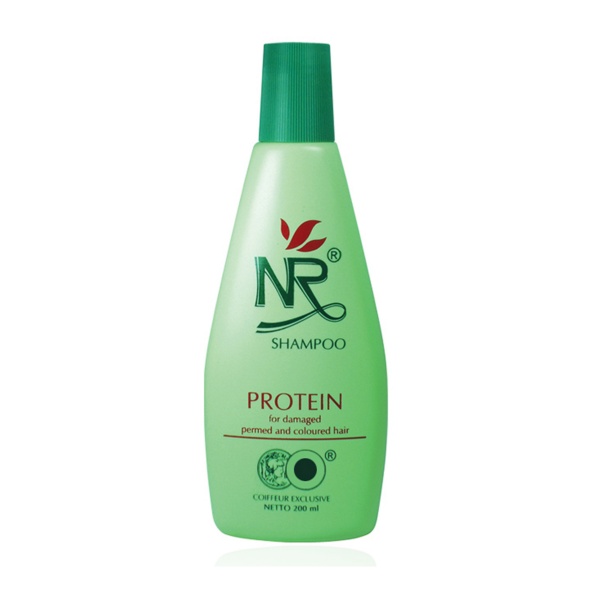 NR®
SHAMPOO
PROTEIN
for damaged
permed and coloured hair
®
COIFFEUR EXCLUSIVE
NETTO 200 ml